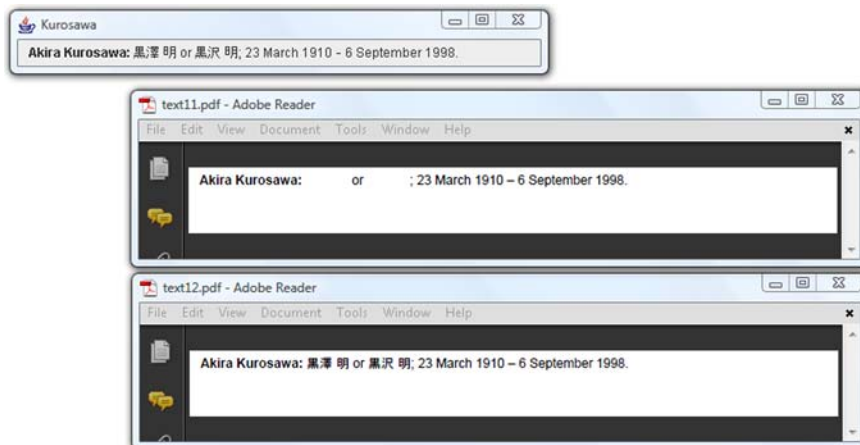 Kurosawa
Akira Kurosawa: 黒澤 明 or 黒沢 明; 23 March 1910 - 6 September 1998.
text11.pdf - Adobe Reader
File Edit View Document Tools Window Help
Akira Kurosawa: or ; 23 March 1910 – 6 September 1998.
text12.pdf - Adobe Reader
File Edit View Document Tools Window Help
Akira Kurosawa: 黒澤 明 or 黒沢 明; 23 March 1910 – 6 September 1998.